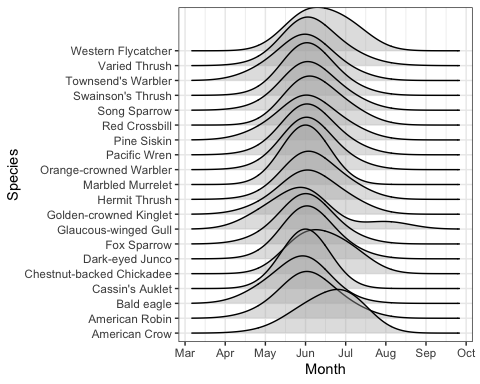 Species
Western Flycatcher
Varied Thrush
Townsend's Warbler
Swainson's Thrush
Song Sparrow
Red Crossbill
Pine Siskin
Pacific Wren
Orange-crowned Warbler
Marbled Murrelet
Hermit Thrush
Golden-crowned Kinglet
Glaucous-winged Gull
Fox Sparrow
Dark-eyed Junco
Chestnut-backed Chickadee
Cassin's Auklet
Bald eagle
American Robin
American Crow
Mar Apr May Jun Jul Aug Sep Oct
Month